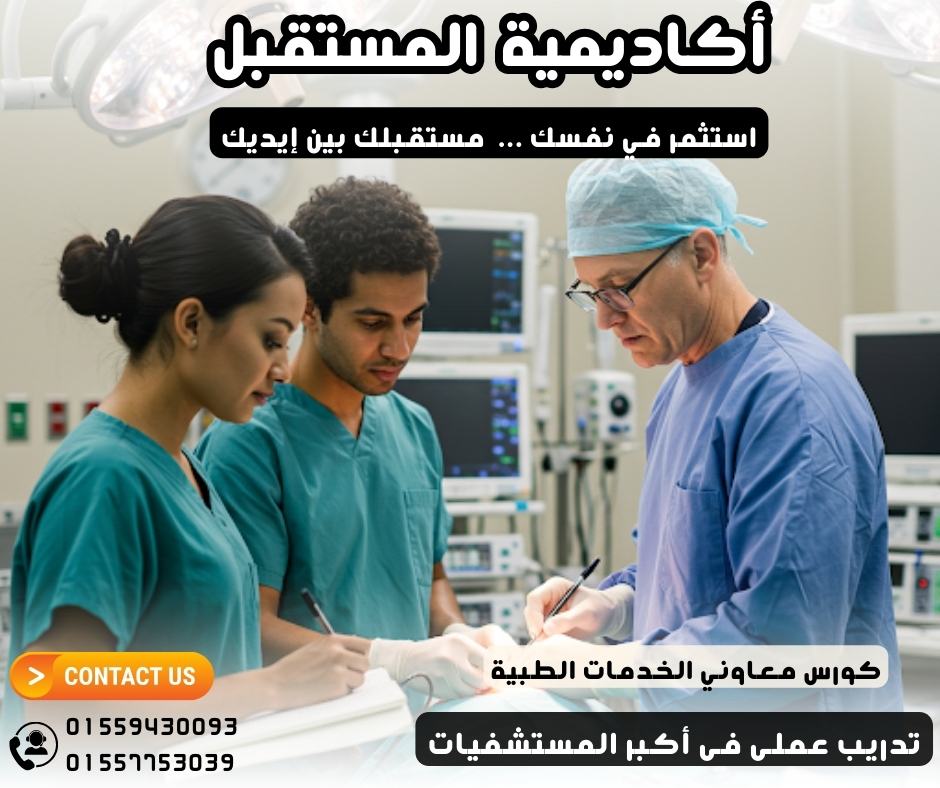 أكاديمية المستقبل
استثمر في نفسك ... مستقبلك بين إيديك
كورس معاوني الخدمات الطبية
تدريب عملى فى أكبر المستشفيات
> CONTACT US
01559430093
01557753039